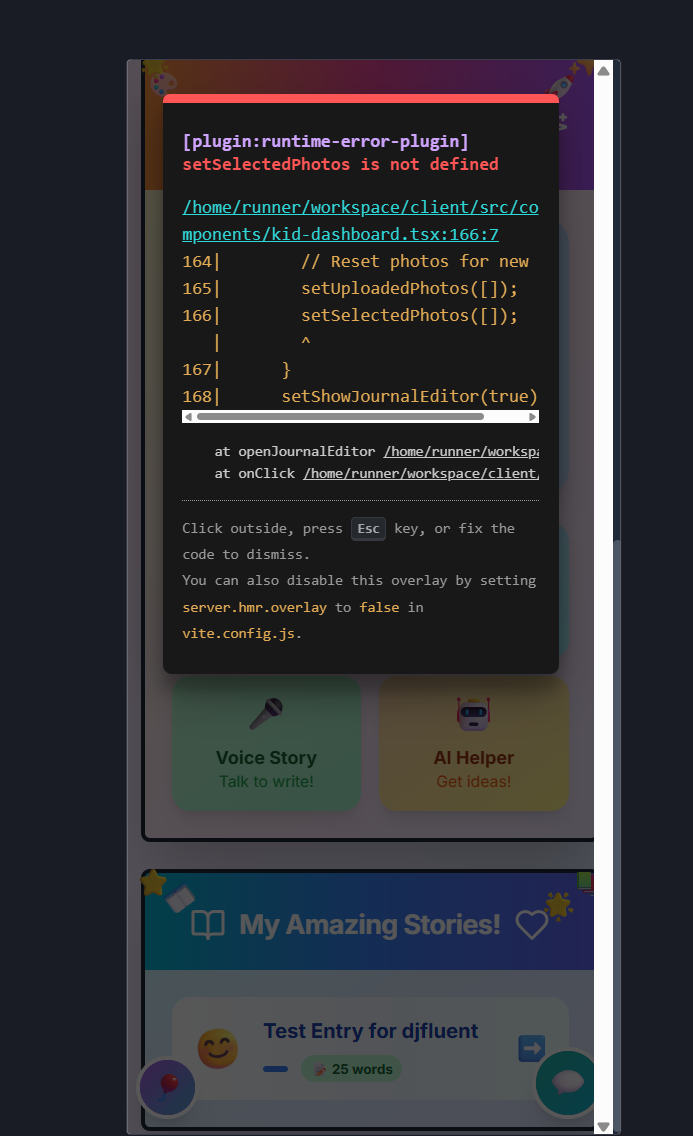 [plugin:runtime-error-plugin]
setSelectedPhotos is not defined
/home/runner/workspace/client/src/co
mponents/kid-dashboard.tsx:166:7
164|        // Reset photos for new
165|        setUploadedPhotos([]);
166|        setSelectedPhotos([]);
   |        ^
167|      }
168|      setShowJournalEditor(true)
at openJournalEditor /home/runner/workspa
at onClick /home/runner/workspace/client/
Click outside, press Esc key, or fix the
code to dismiss.
You can also disable this overlay by setting
server.hmr.overlay to false in
vite.config.js.
Voice Story
Talk to write!
AI Helper
Get ideas!
My Amazing Stories!
Test Entry for djfluent
25 words